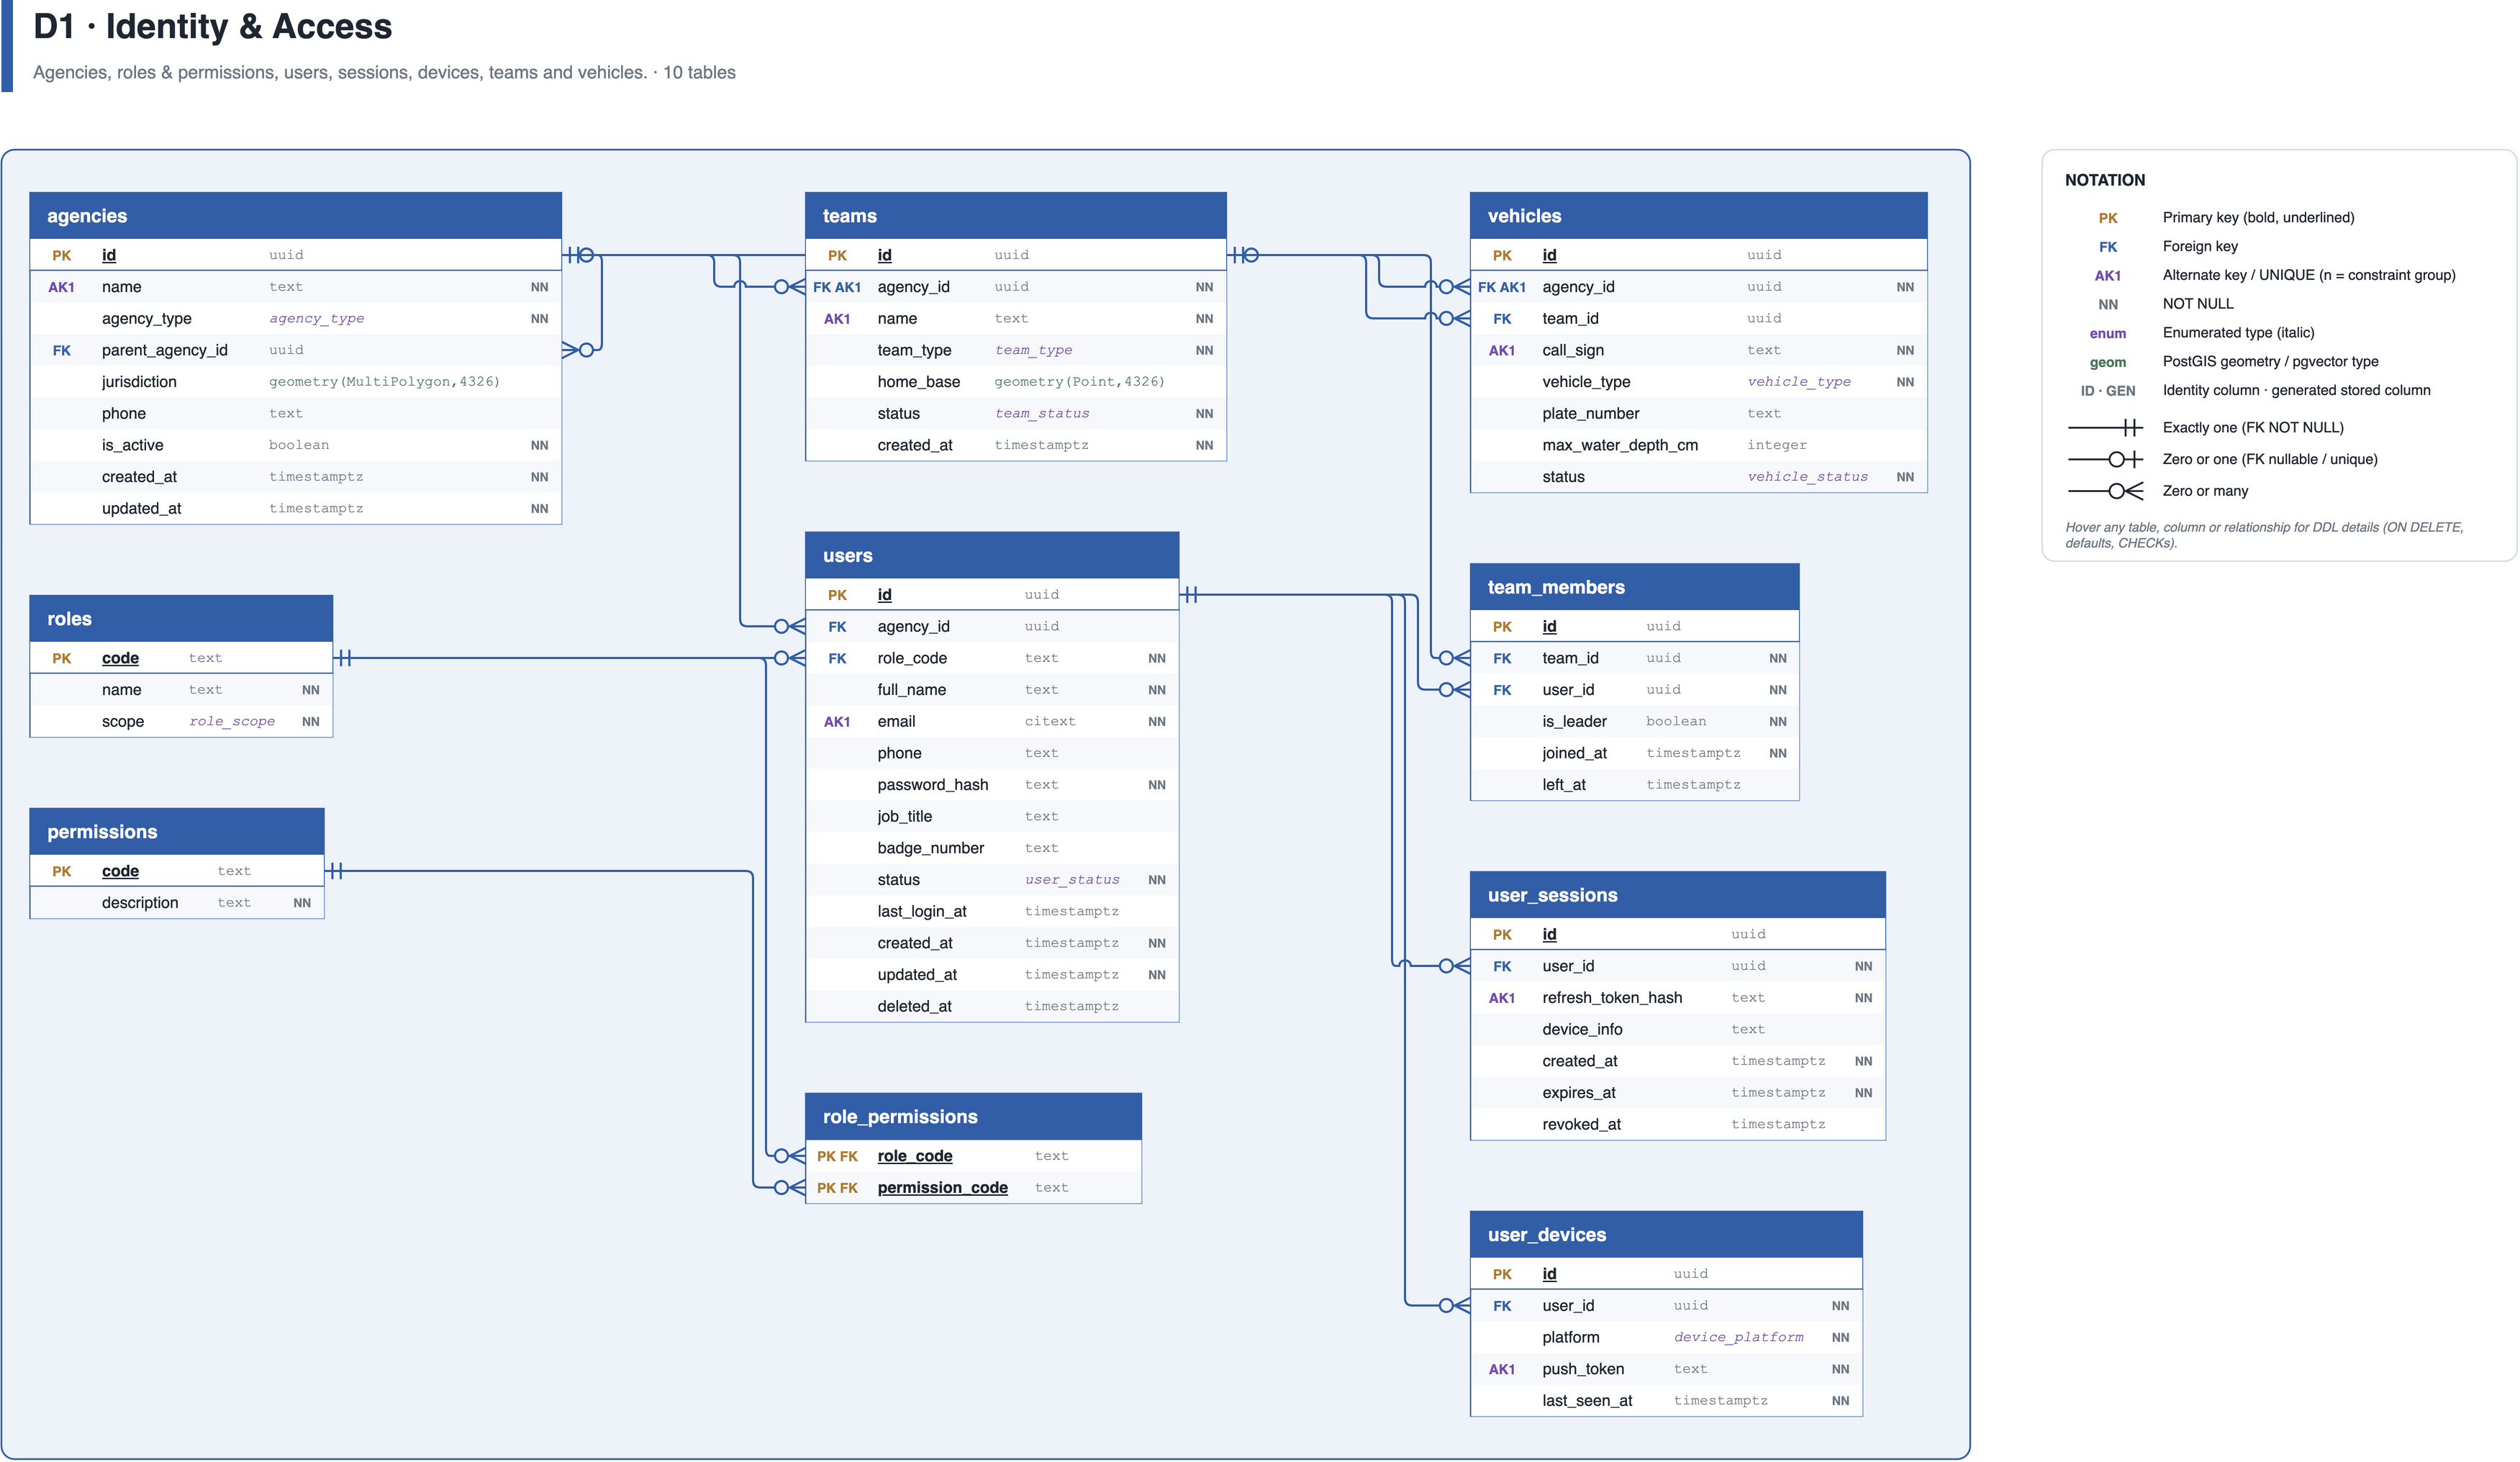 D1 · Identity & Access
Agencies, roles & permissions, users, sessions, devices, teams and vehicles. · 10 tables
agencies
PK id uuid
AK1 name text NN
agency_type agency_type NN
FK parent_agency_id uuid
jurisdiction geometry(MultiPolygon,4326)
phone text
is_active boolean NN
created_at timestamptz NN
updated_at timestamptz NN
roles
PK code text
name text NN
scope role_scope NN
permissions
PK code text
description text NN
teams
PK id uuid
FK AK1 agency_id uuid NN
AK1 name text NN
team_type team_type NN
home_base geometry(Point,4326)
status team_status NN
created_at timestamptz NN
users
PK id uuid
FK agency_id uuid
FK role_code text NN
full_name text NN
AK1 email citext NN
phone text
password_hash text NN
job_title text
badge_number text
status user_status NN
last_login_at timestamptz
created_at timestamptz NN
updated_at timestamptz NN
deleted_at timestamptz
role_permissions
PK FK role_code text
PK FK permission_code text
vehicles
PK id uuid
FK AK1 agency_id uuid NN
FK team_id uuid
AK1 call_sign text NN
vehicle_type vehicle_type NN
plate_number text
max_water_depth_cm integer
status vehicle_status NN
team_members
PK id uuid
FK team_id uuid NN
FK user_id uuid NN
is_leader boolean NN
joined_at timestamptz NN
left_at timestamptz
user_sessions
PK id uuid
FK user_id uuid NN
AK1 refresh_token_hash text NN
device_info text
created_at timestamptz NN
expires_at timestamptz NN
revoked_at timestamptz
user_devices
PK id uuid
FK user_id uuid NN
platform device_platform NN
AK1 push_token text NN
last_seen_at timestamptz NN
NOTATION
PK Primary key (bold, underlined)
FK Foreign key
AK1 Alternate key / UNIQUE (n = constraint group)
NN NOT NULL
enum Enumerated type (italic)
geom PostGIS geometry / pgvector type
ID · GEN Identity column · generated stored column
Exactly one (FK NOT NULL)
Zero or one (FK nullable / unique)
Zero or many
Hover any table, column or relationship for DDL details (ON DELETE,
defaults, CHECKs).